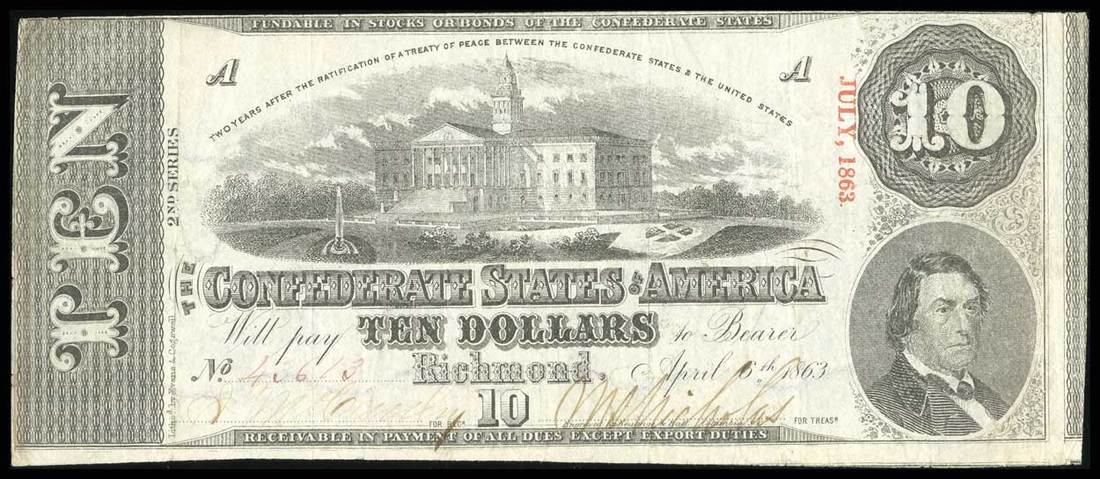 FUNDABLE IN STOCKS OR BONDS OF THE CONFEDERATE STATES
TWO YEARS AFTER THE RATIFICATION OF A TREATY OF PEACE BETWEEN THE CONFEDERATE STATES & THE UNITED STATES
A
A
10
JULY, 1863.
TEN
2ND SERIES
THE
CONFEDERATE STATES OF AMERICA
Will pay TEN DOLLARS to Bearer
No Richmond, April 6th 1863
10
FOR REGR
FOR TREASR
RECEIVABLE IN PAYMENT OF ALL DUES EXCEPT EXPORT DUTIES
Evans & Cogswell